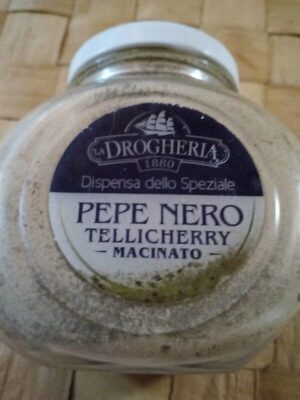 LA DROGHERIA
1880
Dispensa dello Speziale
PEPE NERO
TELLICHERRY
- MACINATO -